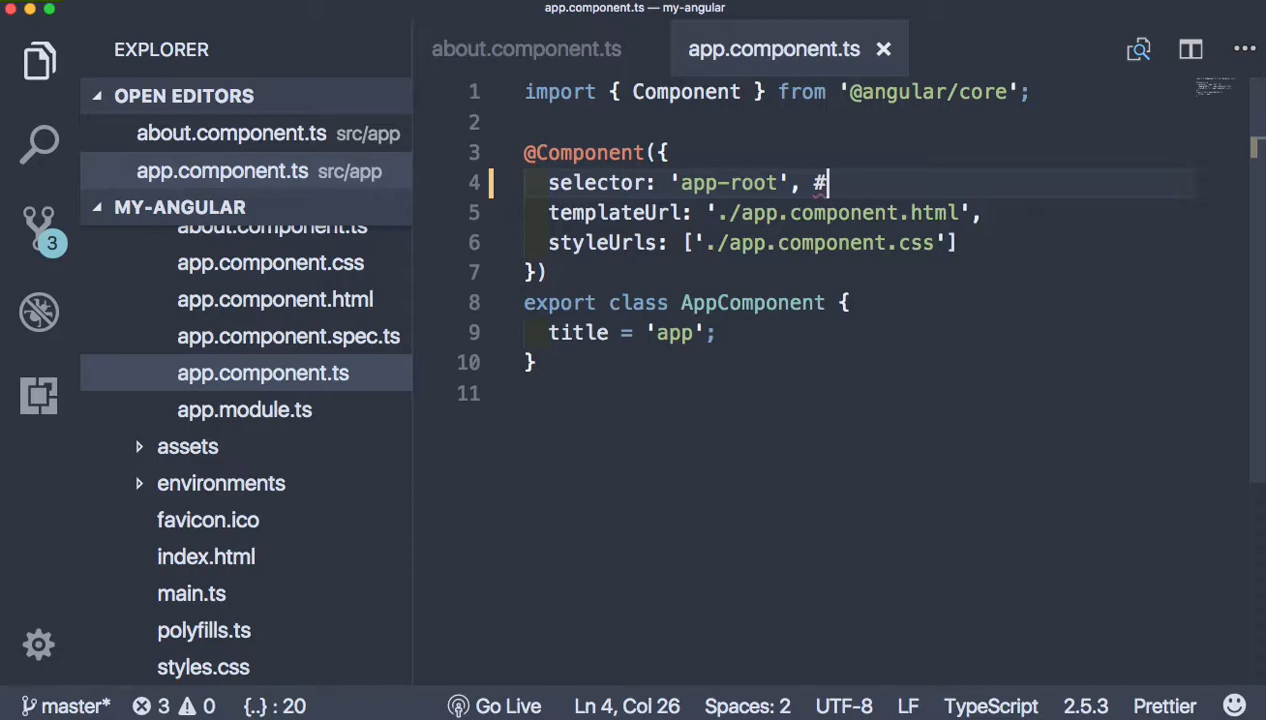 app.component.ts — my-angular
EXPLORER
OPEN EDITORS
about.component.ts src/app
app.component.ts src/app
MY-ANGULAR
about.component.ts
app.component.css
app.component.html
app.component.spec.ts
app.component.ts
app.module.ts
assets
environments
favicon.ico
index.html
main.ts
polyfills.ts
styles.css
3
about.component.ts app.component.ts ×
1 import { Component } from '@angular/core';
2
3 @Component({
4 selector: 'app-root', #
5 templateUrl: './app.component.html',
6 styleUrls: ['./app.component.css']
7 })
8 export class AppComponent {
9 title = 'app';
10 }
11
master* 3 0 {..} : 20 Go Live Ln 4, Col 26 Spaces: 2 UTF-8 LF TypeScript 2.5.3 Prettier